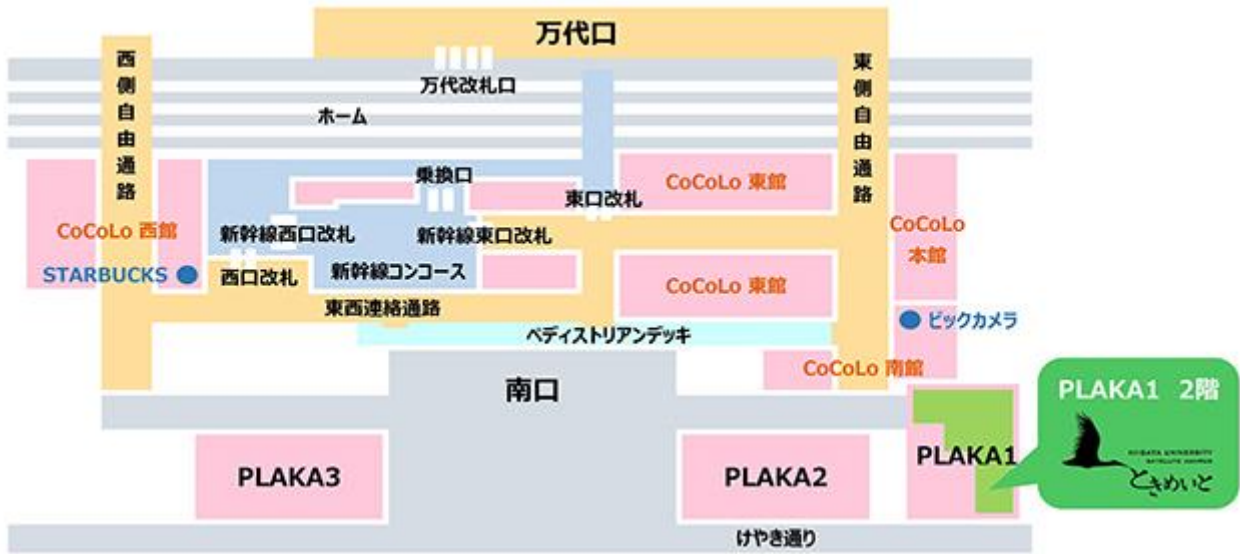 万代口
西側自由通路
東側自由通路
万代改札口
ホーム
乗換口
CoCoLo 東館
東口改札
CoCoLo 西館
新幹線西口改札
新幹線東口改札
CoCoLo
本館
STARBUCKS
西口改札
新幹線コンコース
CoCoLo 東館
東西連絡通路
ペディストリアンデッキ
ビックカメラ
CoCoLo 南館
南口
PLAKA1 2階
PLAKA3
PLAKA2
PLAKA1
NIIGATA UNIVERSITY
ときめいと
けやき通り